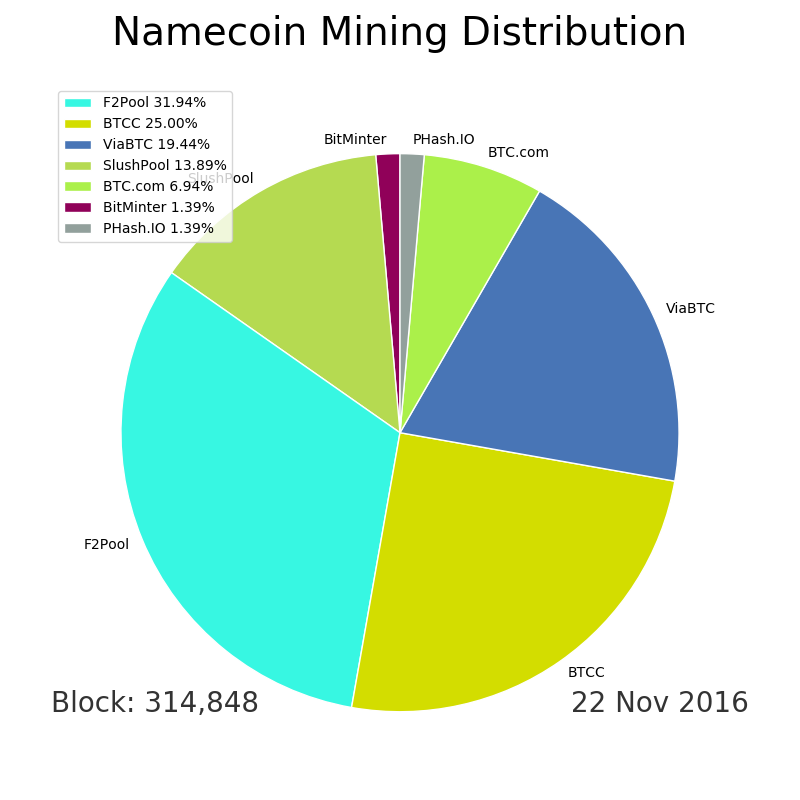 Namecoin Mining Distribution
F2Pool 31.94%
BTCC 25.00%
ViaBTC 19.44%
SlushPool 13.89%
BTC.com 6.94%
BitMinter 1.39%
PHash.IO 1.39%
BitMinter
PHash.IO
BTC.com
SlushPool
ViaBTC
F2Pool
BTCC
Block: 314,848
22 Nov 2016